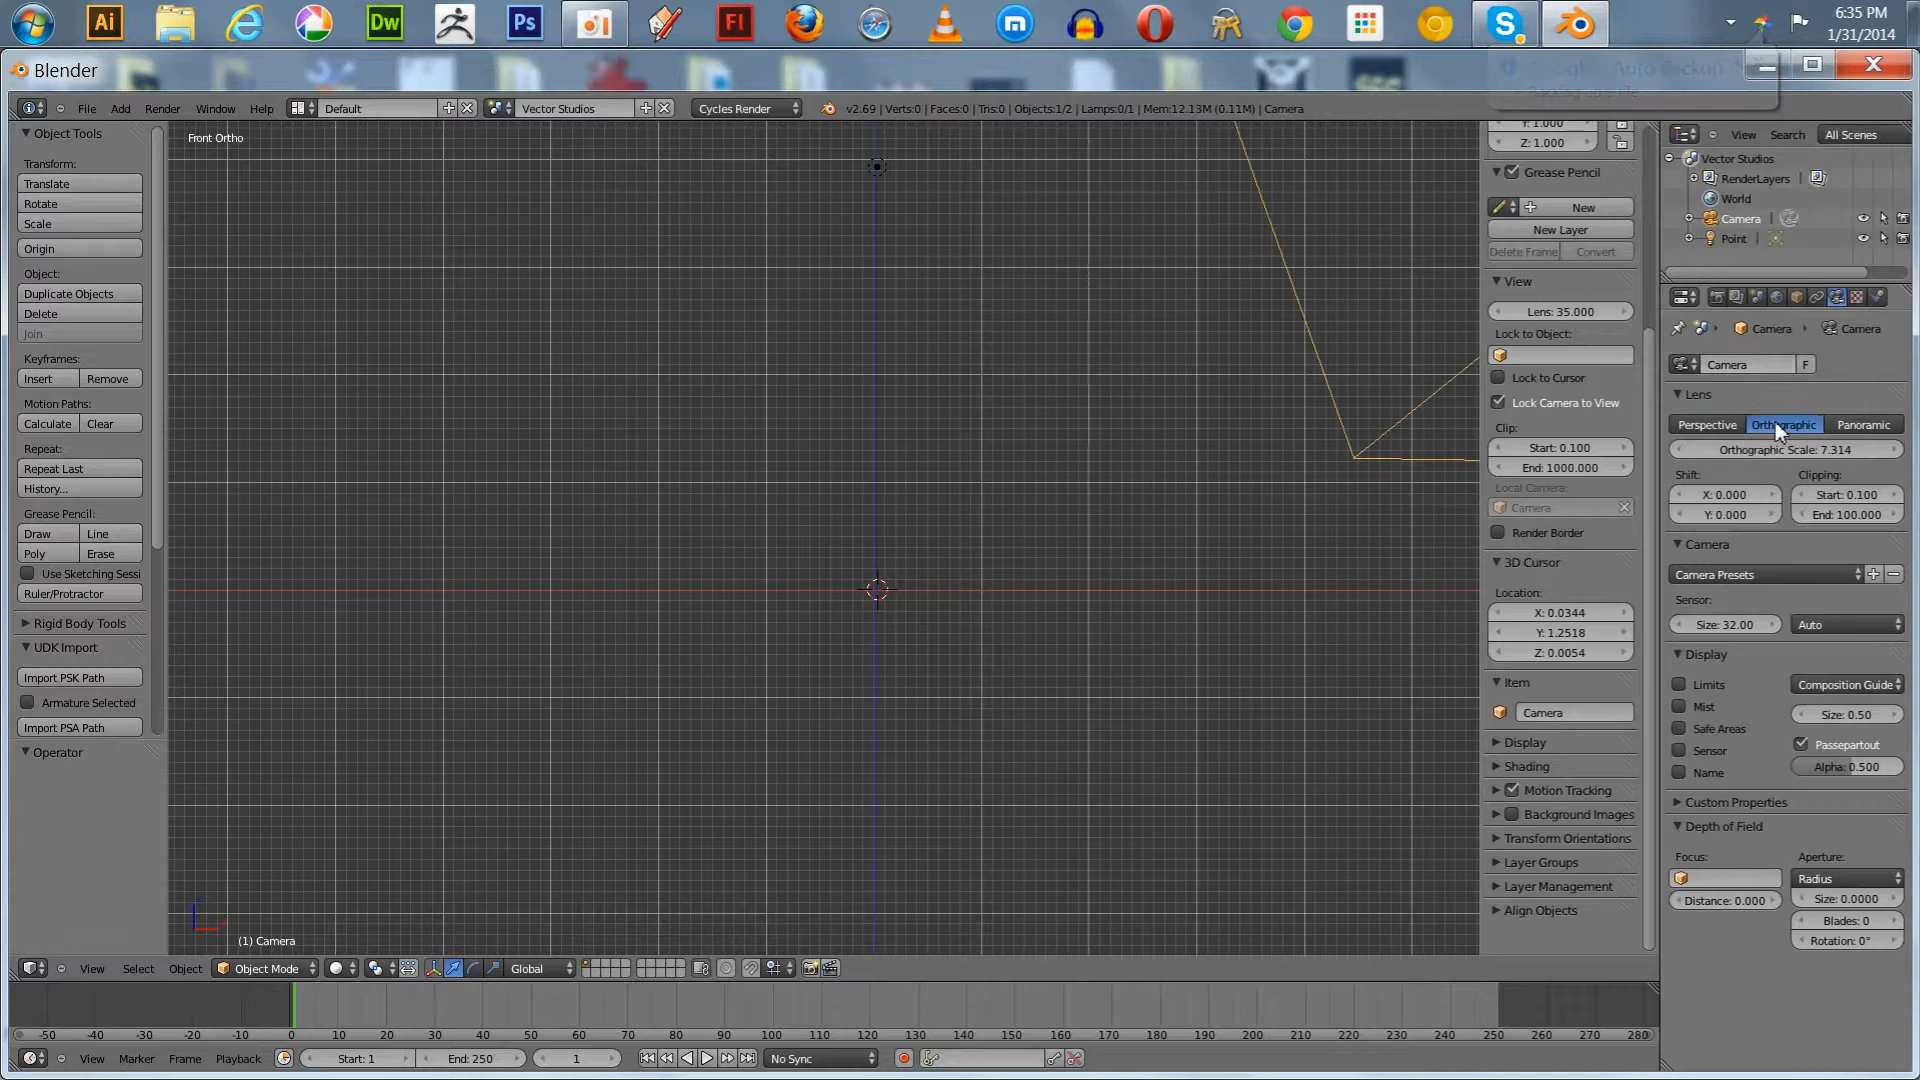 Ai Dw Ps Fl
6:35 PM
1/31/2014
Blender
File Add Render Window Help Default Vector Studios Cycles Render v2.69 | Verts:0 | Faces:0 | Tris:0 | Objects:1/2 | Lamps:0/1 | Mem:12.13M (0.11M) | Camera
Object Tools
Transform:
Translate
Rotate
Scale
Origin
Object:
Duplicate Objects
Delete
Join
Keyframes:
Insert Remove
Motion Paths:
Calculate Clear
Repeat:
Repeat Last
History...
Grease Pencil:
Draw Line
Poly Erase
Use Sketching Sessi
Ruler/Protractor
Rigid Body Tools
UDK Import
Import PSK Path
Armature Selected
Import PSA Path
Operator
Front Ortho
(1) Camera
Y: 1.000
Z: 1.000
Grease Pencil
New
New Layer
Delete Frame Convert
View
Lens: 35.000
Lock to Object:
Lock to Cursor
Lock Camera to View
Clip:
Start: 0.100
End: 1000.000
Local Camera:
Camera
Render Border
3D Cursor
Location:
X: 0.0344
Y: 1.2518
Z: 0.0054
Item
Camera
Display
Shading
Motion Tracking
Background Images
Transform Orientations
Layer Groups
Layer Management
Align Objects
View Search All Scenes
Vector Studios
RenderLayers
World
Camera
Point
Camera Camera
Camera F
Lens
Perspective Orthographic Panoramic
Orthographic Scale: 7.314
Shift: Clipping:
X: 0.000 Start: 0.100
Y: 0.000 End: 100.000
Camera
Camera Presets
Sensor:
Size: 32.00 Auto
Display
Limits Composition Guide
Mist Size: 0.50
Safe Areas
Sensor Passepartout
Name Alpha: 0.500
Custom Properties
Depth of Field
Focus: Aperture:
Radius
Distance: 0.000 Size: 0.0000
Blades: 0
Rotation: 0°
View Select Object Object Mode Global
-50 -40 -30 -20 -10 0 10 20 30 40 50 60 70 80 90 100 110 120 130 140 150 160 170 180 190 200 210 220 230 240 250 260 270 280
View Marker Frame Playback Start: 1 End: 250 1 No Sync